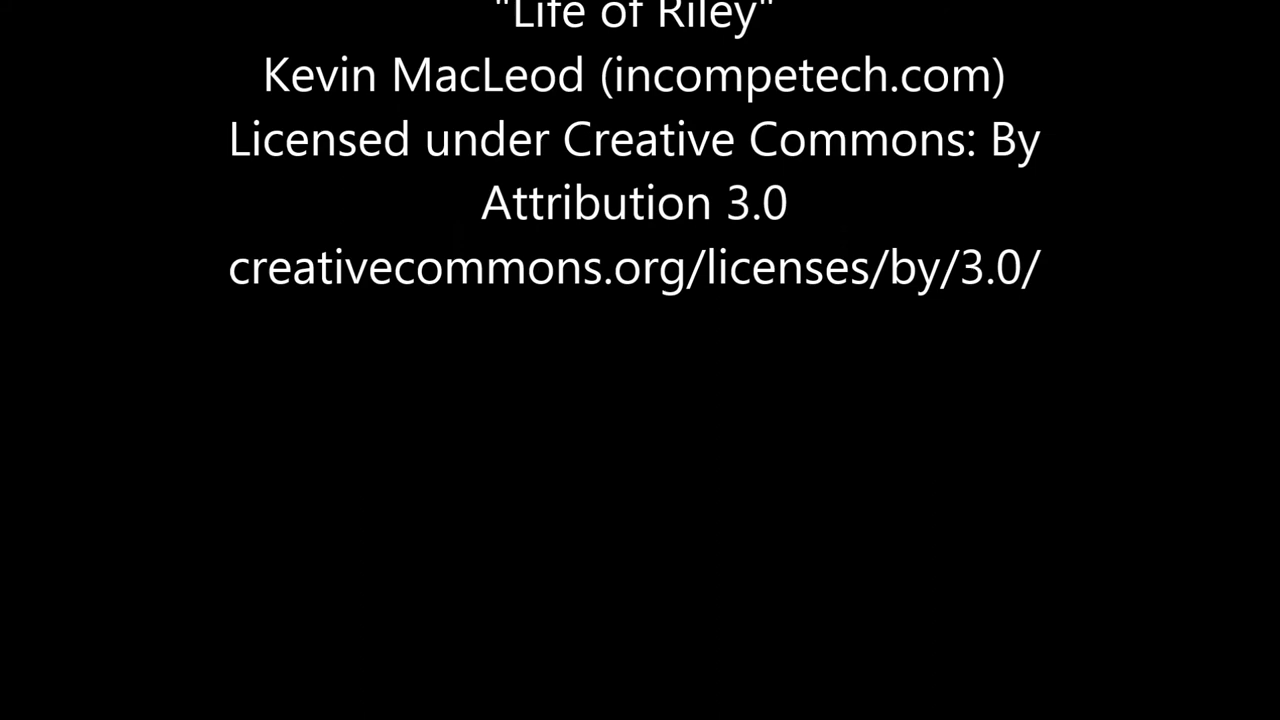 "Life of Riley"
Kevin MacLeod (incompetech.com)
Licensed under Creative Commons: By
Attribution 3.0
creativecommons.org/licenses/by/3.0/